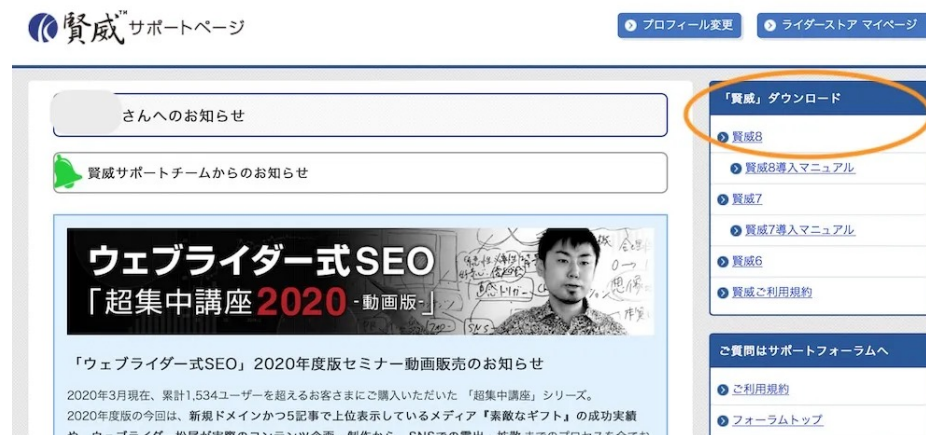 賢威™サポートページ
プロフィール変更
ライダーストア マイページ
さんへのお知らせ
賢威サポートチームからのお知らせ
ウェブライダー式SEO
「超集中講座2020-動画版-」
「ウェブライダー式SEO」2020年度版セミナー動画販売のお知らせ
2020年3月現在、累計1,534ユーザーを超えるお客さまにご購入いただいた 「超集中講座」シリーズ。
2020年度版の今回は、新規ドメインかつ5記事で上位表示しているメディア『素敵なギフト』の成功実績
「賢威」ダウンロード
賢威8
賢威8導入マニュアル
賢威7
賢威7導入マニュアル
賢威6
賢威ご利用規約
ご質問はサポートフォーラムへ
ご利用規約
フォーラムトップ